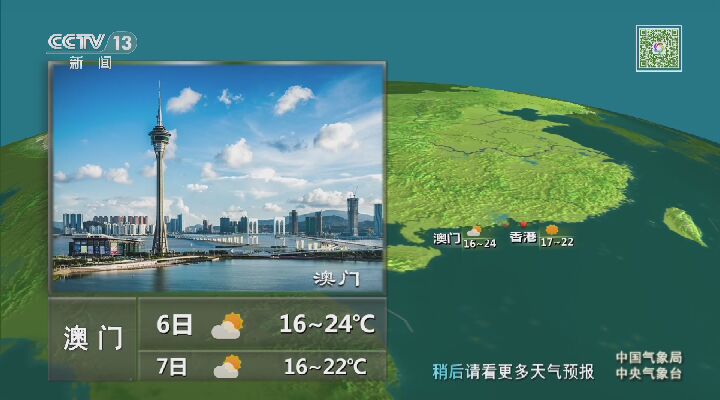 CCTV 13
新闻
澳门
澳门 16~24
香港 17~22
澳门
6日 16~24℃
7日 16~22℃
稍后请看更多天气预报
中国气象局
中央气象台